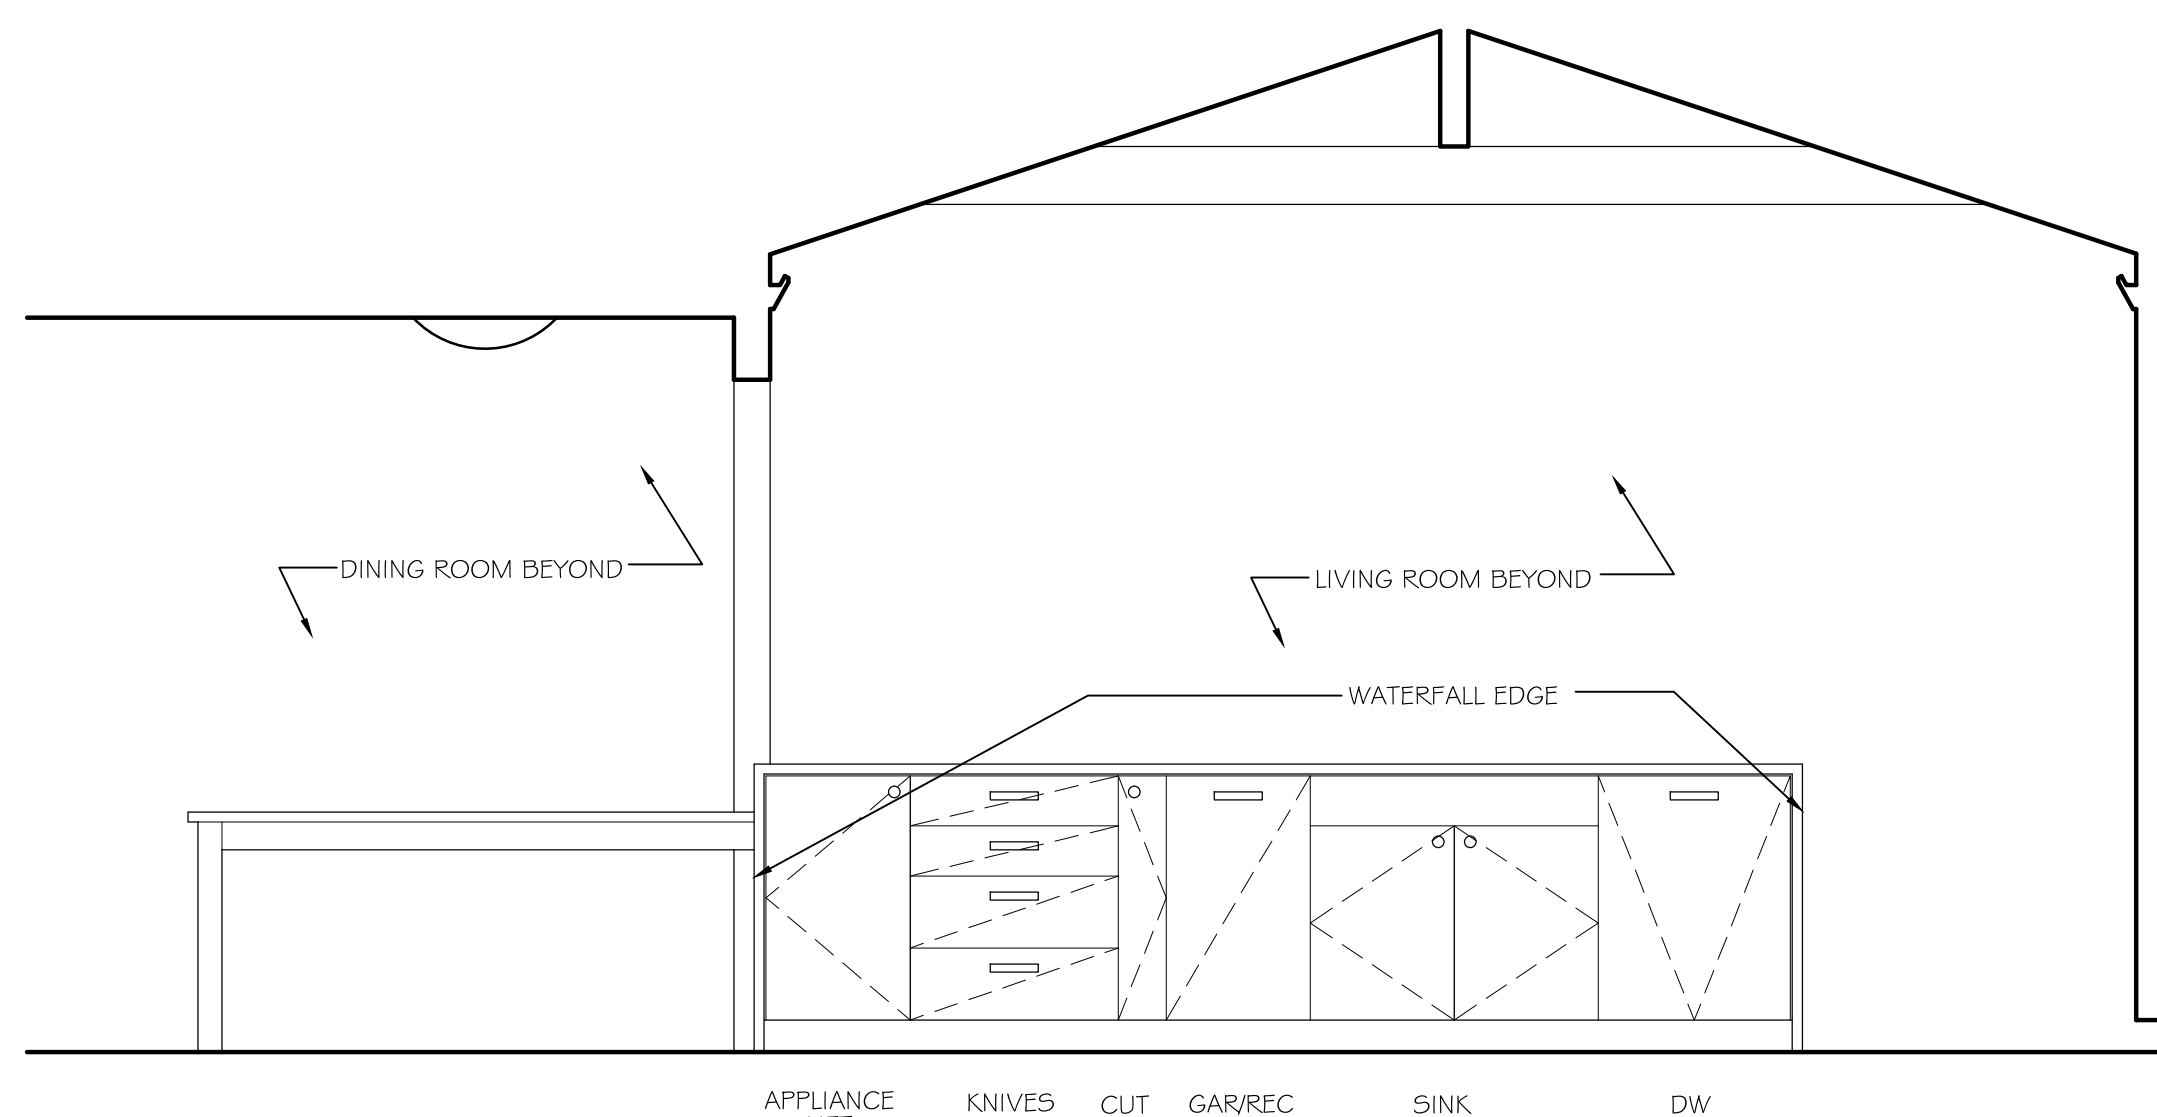 DINING ROOM BEYOND
LIVING ROOM BEYOND
WATERFALL EDGE
APPLIANCE
KNIVES
CUT
GAR/REC
SINK
DW